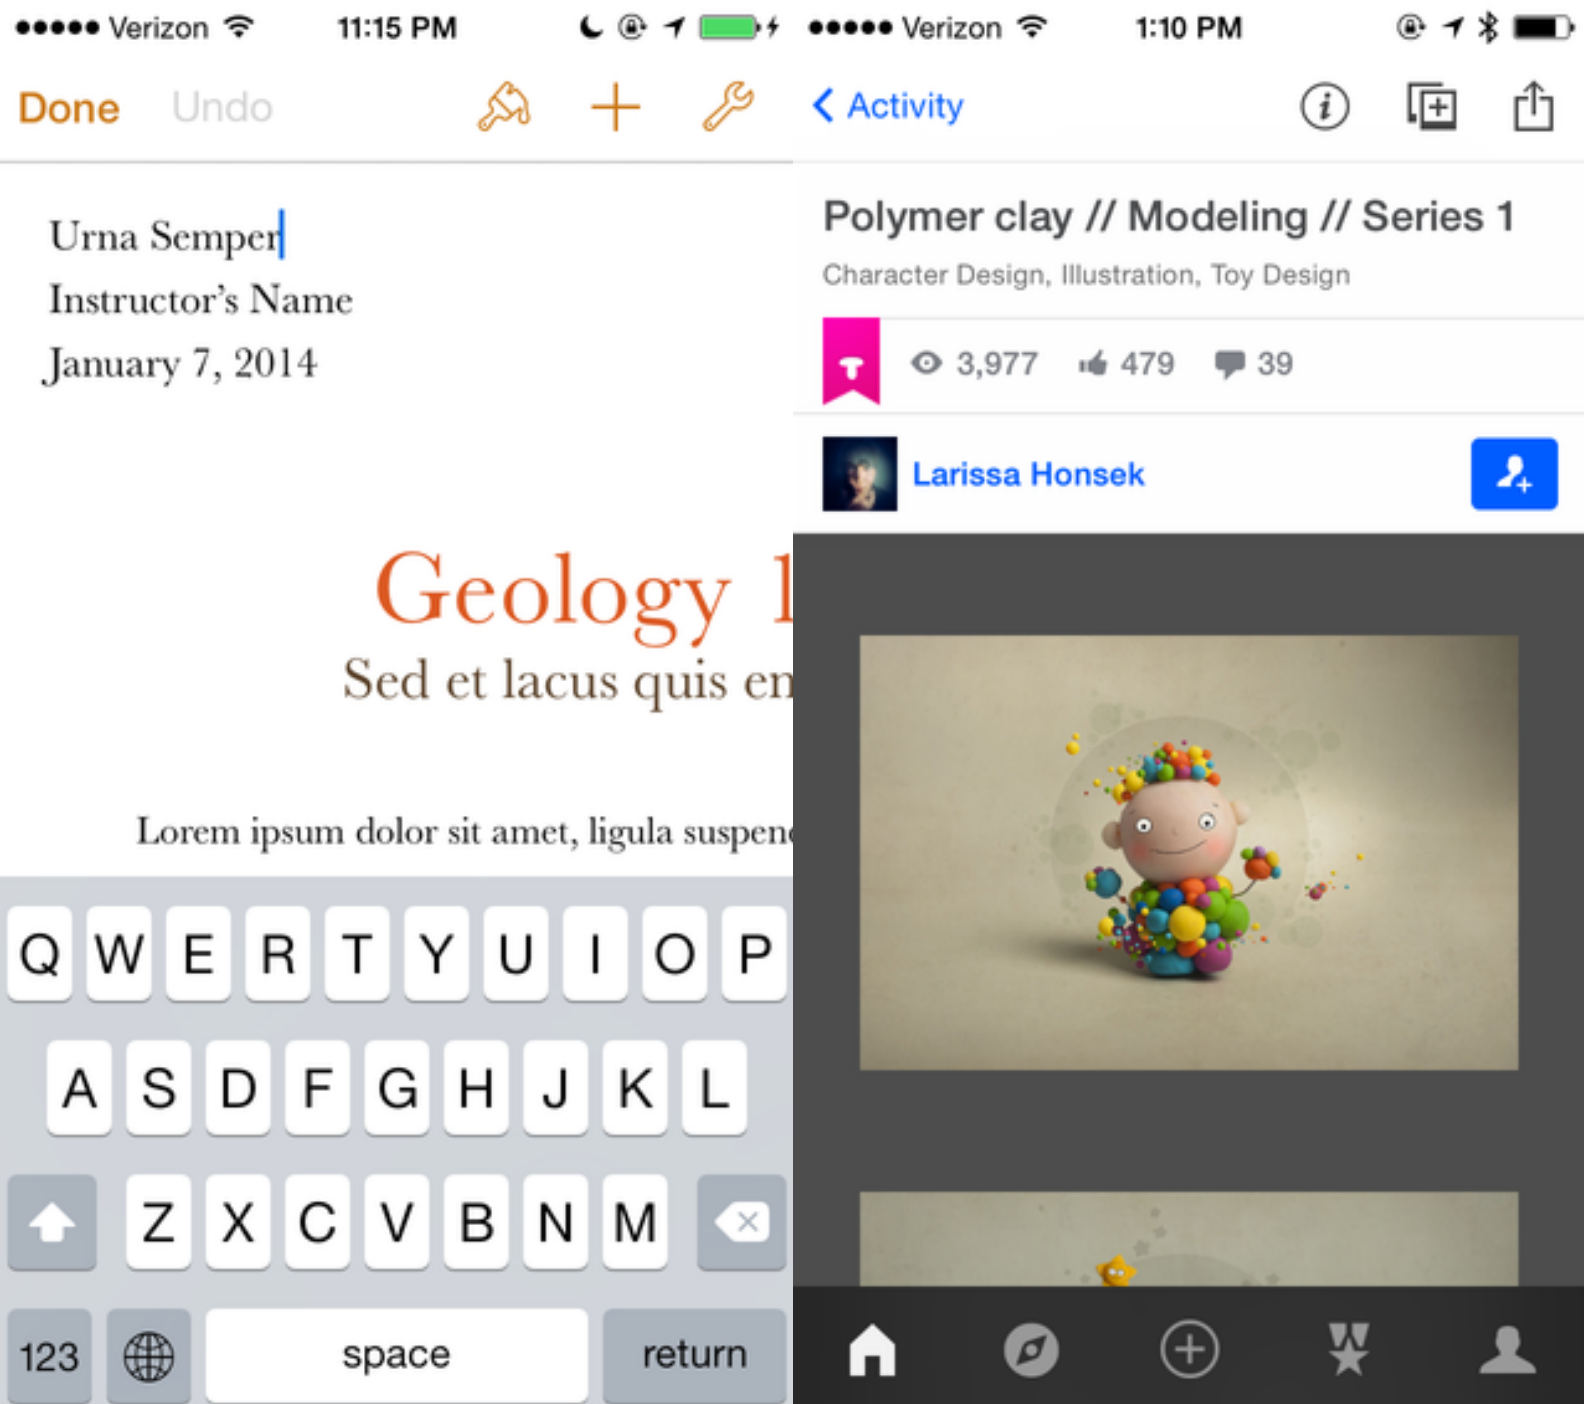 Verizon 11:15 PM
Done Undo
Urna Semper
Instructor's Name
January 7, 2014
Geology l
Sed et lacus quis en
Lorem ipsum dolor sit amet, ligula suspend
Q W E R T Y U I O P
A S D F G H J K L
Z X C V B N M
123 space return
Verizon 1:10 PM
Activity
Polymer clay // Modeling // Series 1
Character Design, Illustration, Toy Design
3,977 479 39
Larissa Honsek